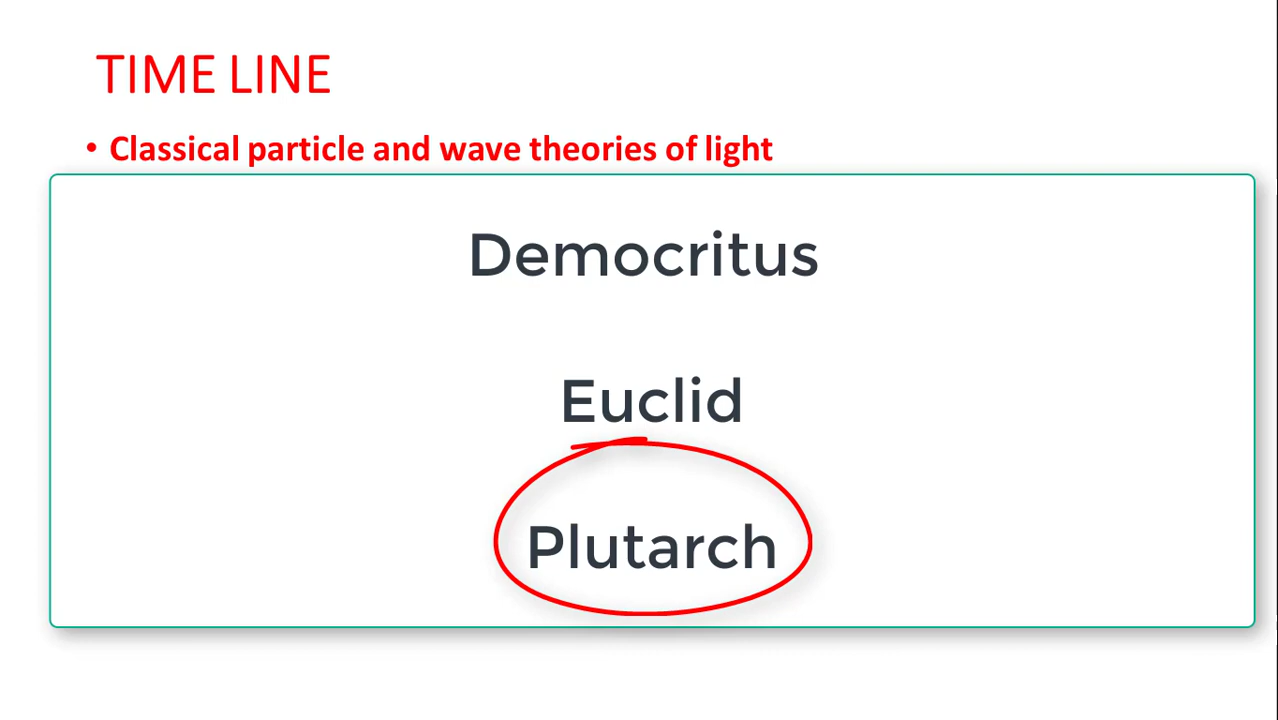 TIME LINE
• Classical particle and wave theories of light
Democritus
Euclid
Plutarch